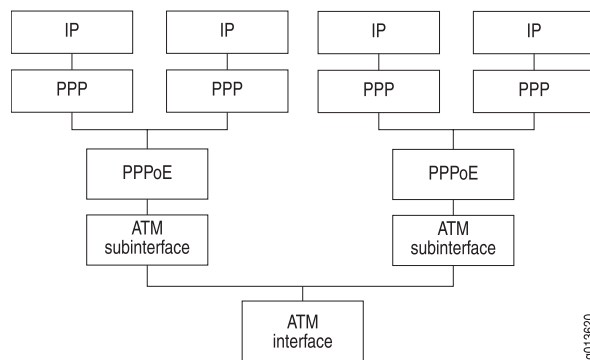 IP
IP
IP
IP
PPP
PPP
PPP
PPP
PPPoE
PPPoE
ATM
subinterface
ATM
subinterface
ATM
interface
g013620